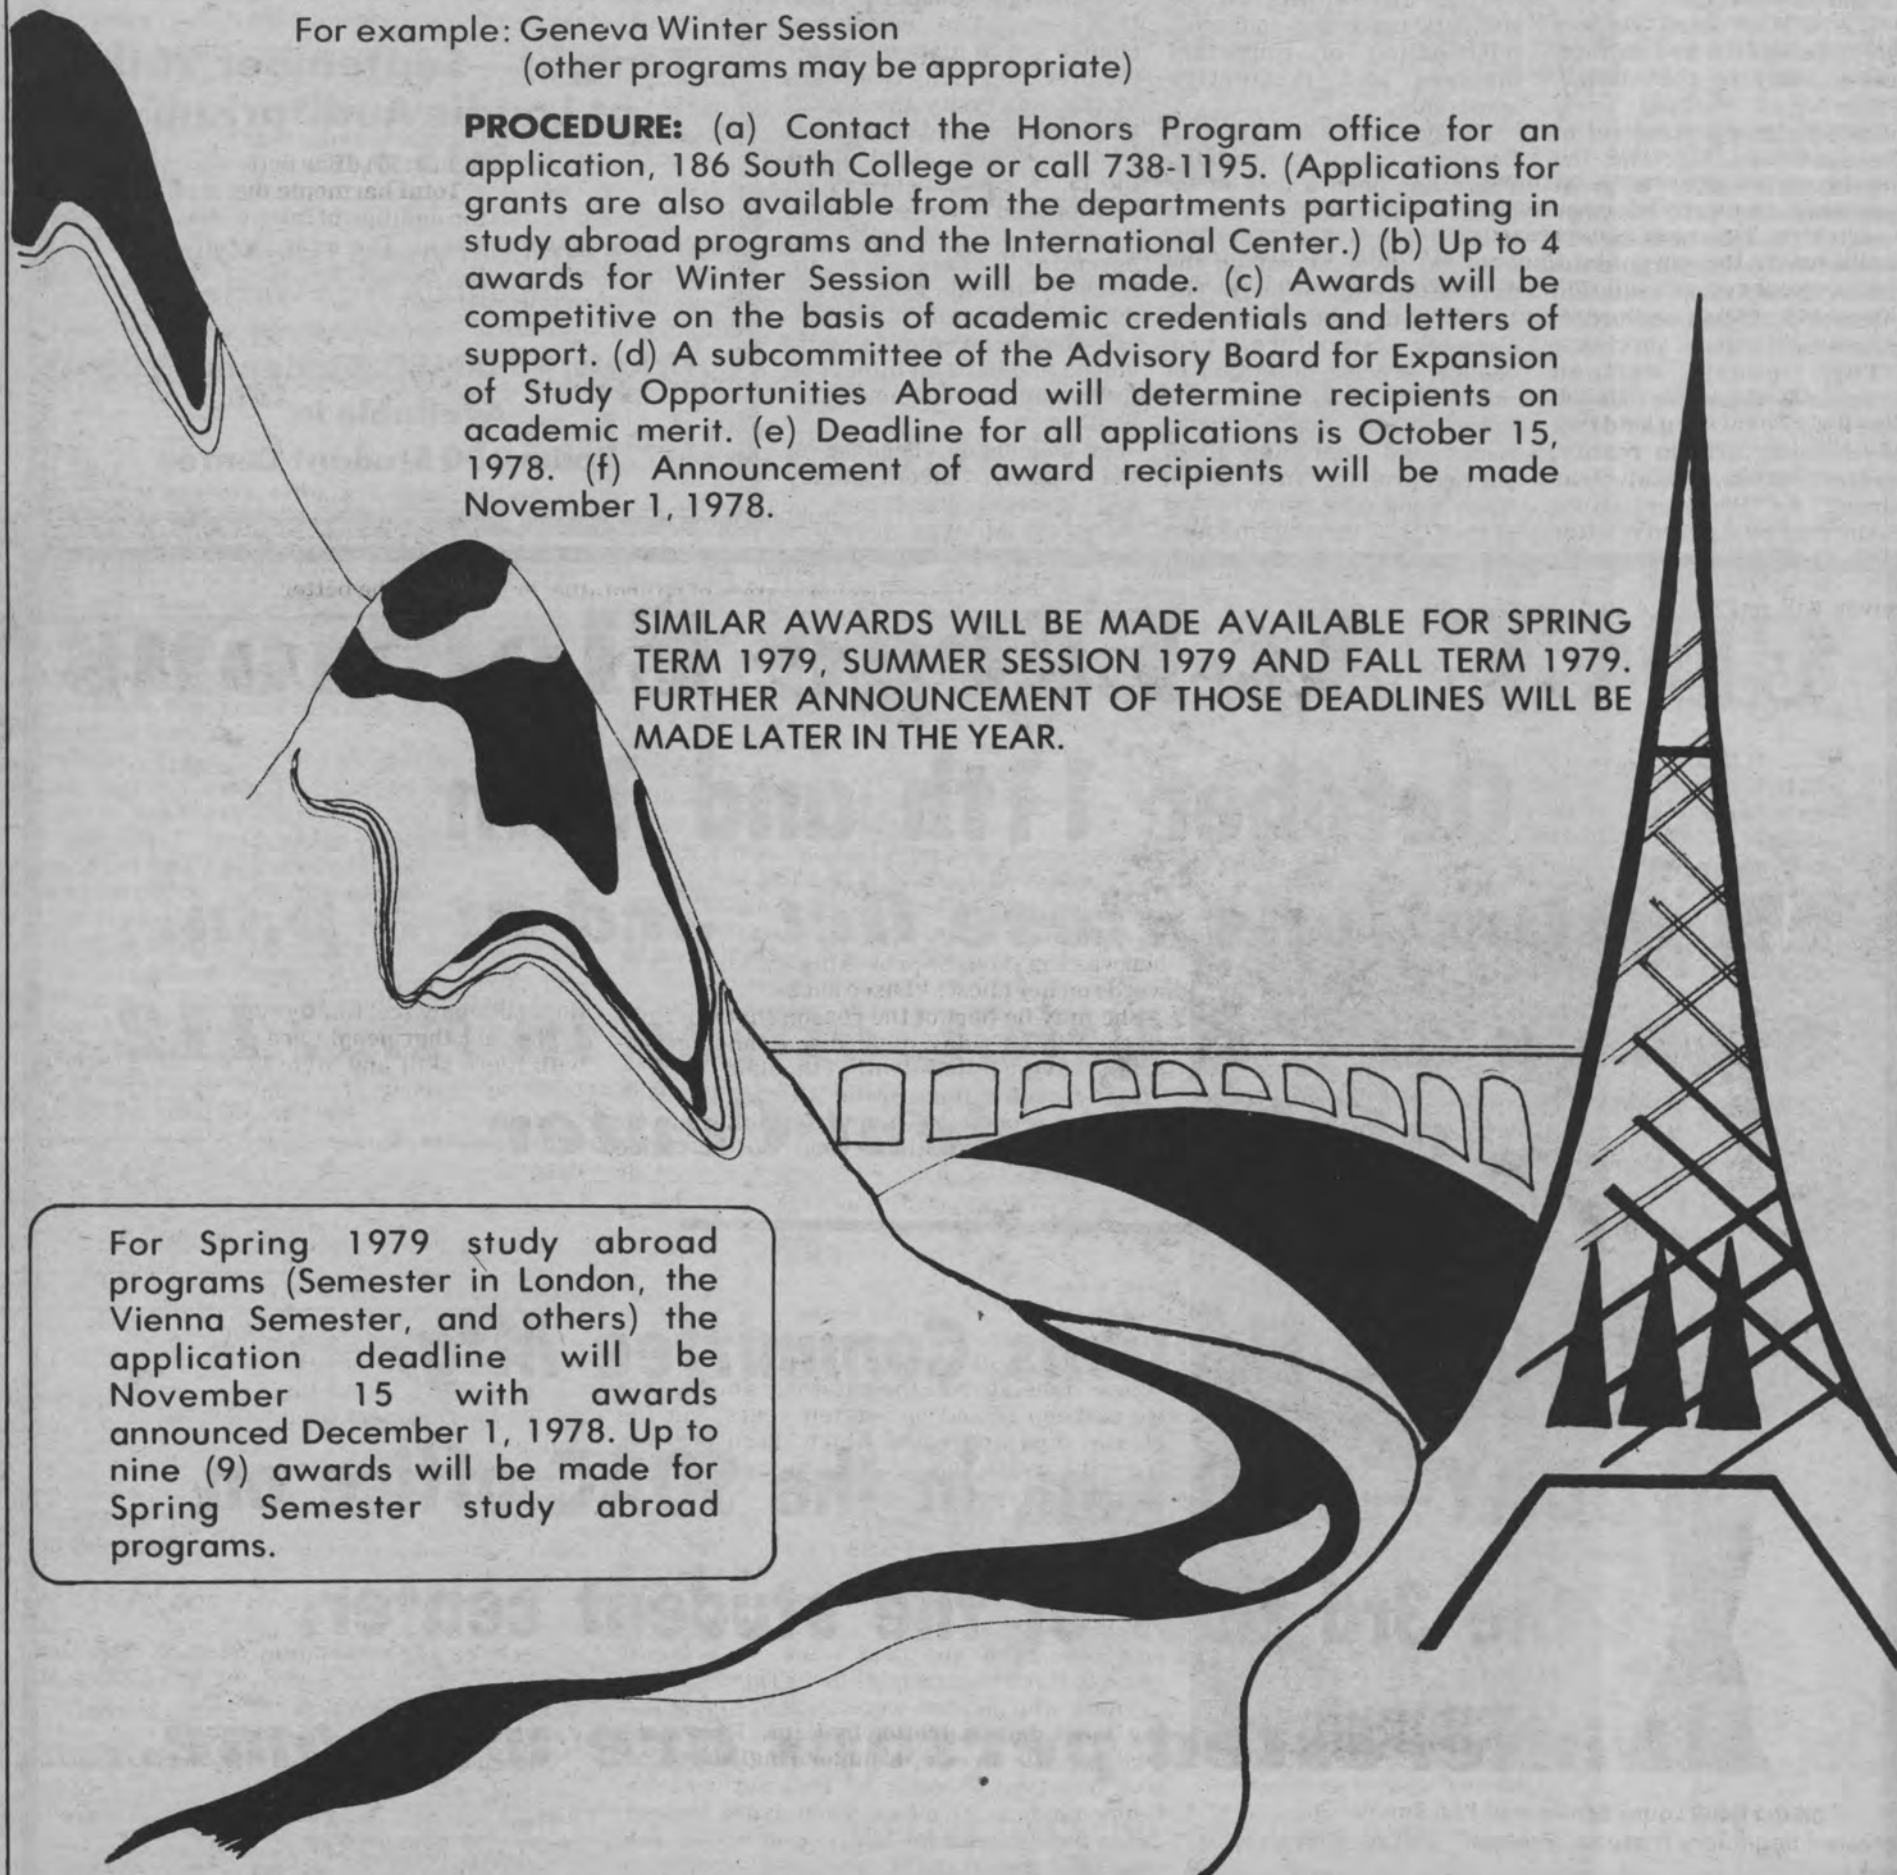 For example: Geneva Winter Session
(other programs may be appropriate)
PROCEDURE: (a) Contact the Honors Program office for an
application, 186 South College or call 738-1195. (Applications for
grants are also available from the departments participating in
study abroad programs and the International Center.) (b) Up to 4
awards for Winter Session will be made. (c) Awards will be
competitive on the basis of academic credentials and letters of
support. (d) A subcommittee of the Advisory Board for Expansion
of Study Opportunities Abroad will determine recipients on
academic merit. (e) Deadline for all applications is October 15,
1978. (f) Announcement of award recipients will be made
November 1, 1978.
SIMILAR AWARDS WILL BE MADE AVAILABLE FOR SPRING
TERM 1979, SUMMER SESSION 1979 AND FALL TERM 1979.
FURTHER ANNOUNCEMENT OF THOSE DEADLINES WILL BE
MADE LATER IN THE YEAR.
For Spring 1979 study abroad
programs (Semester in London, the
Vienna Semester, and others) the
application deadline will be
November 15 with awards
announced December 1, 1978. Up to
nine (9) awards will be made for
Spring Semester study abroad
programs.